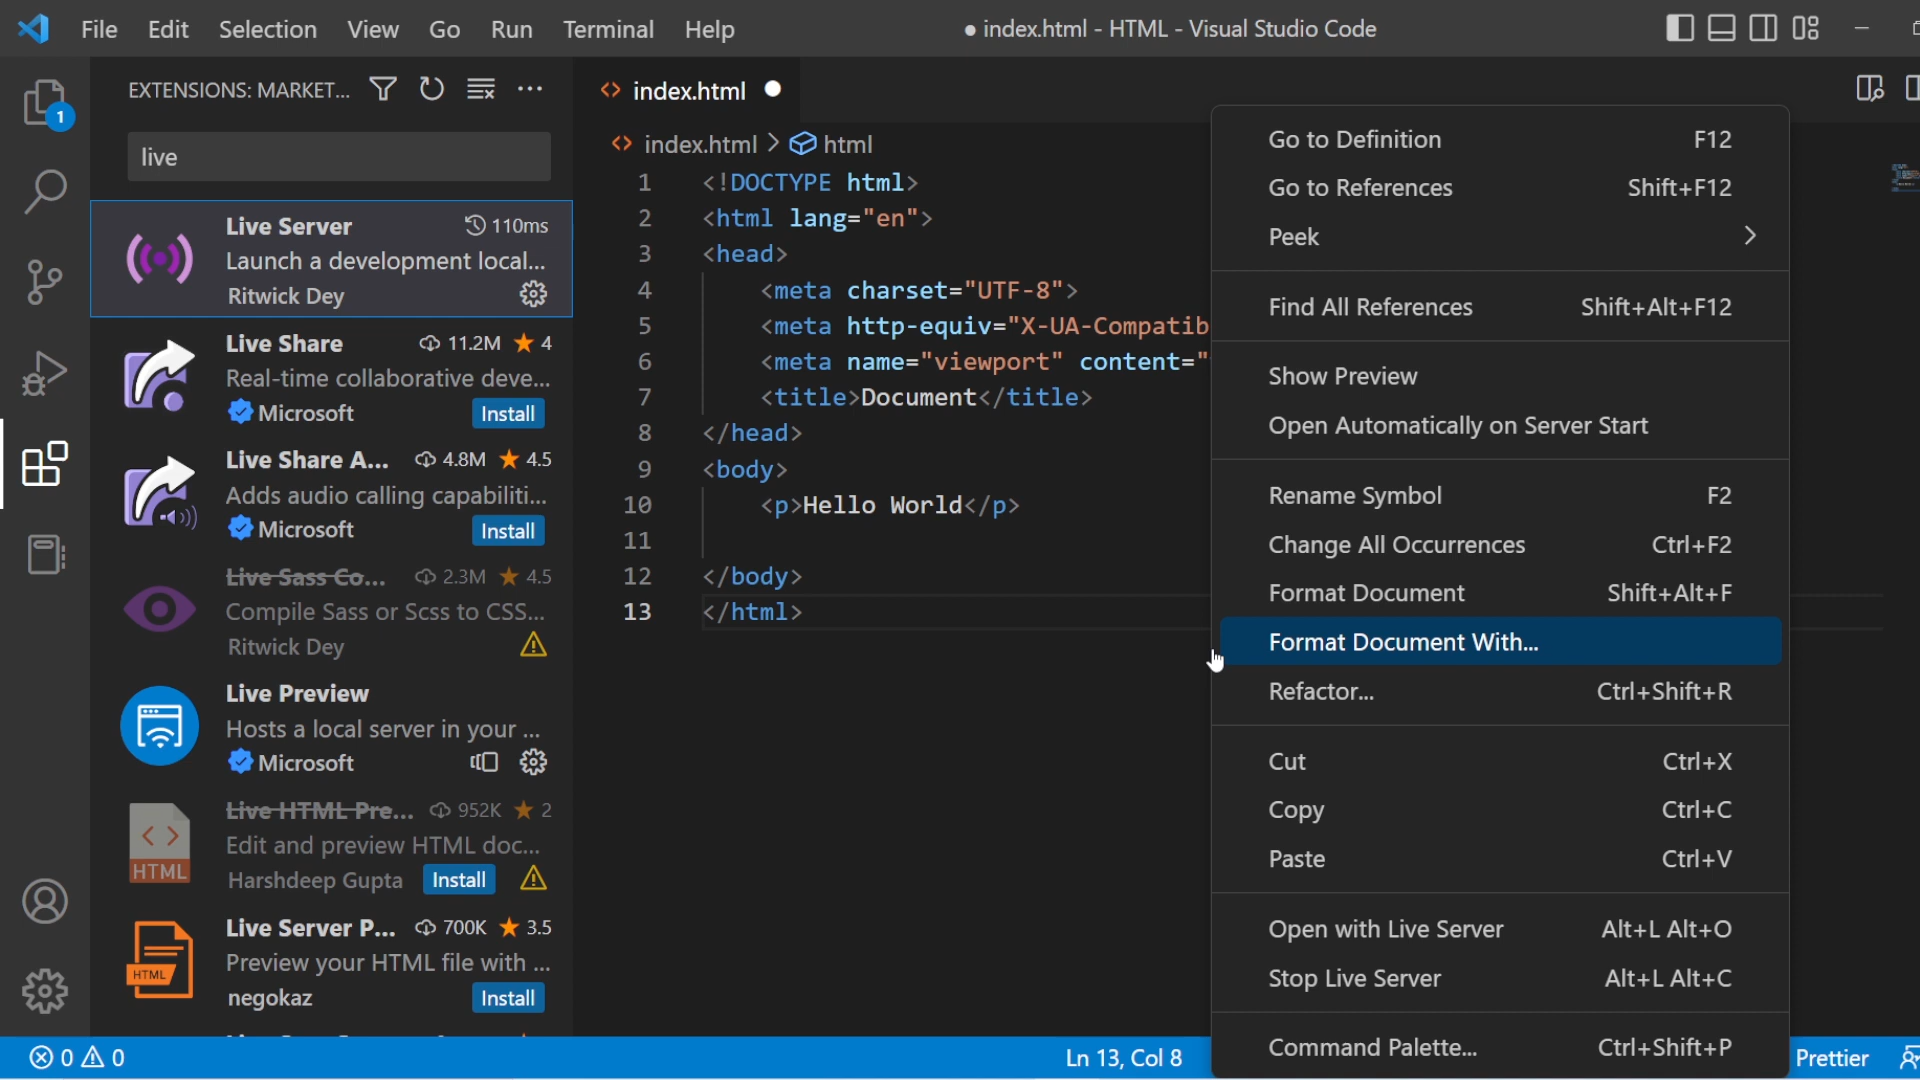 File Edit Selection View Go Run Terminal Help
● index.html - HTML - Visual Studio Code
EXTENSIONS: MARKET...
1
live
Live Server 110ms
Launch a development local...
Ritwick Dey
Live Share 11.2M ★ 4
Real-time collaborative deve...
Microsoft Install
Live Share A... 4.8M ★ 4.5
Adds audio calling capabiliti...
Microsoft Install
Live Sass Co... 2.3M ★ 4.5
Compile Sass or Scss to CSS...
Ritwick Dey
Live Preview
Hosts a local server in your ...
Microsoft
HTML
Live HTML Pre... 952K ★ 2
Edit and preview HTML doc...
Harshdeep Gupta Install
HTML
Live Server P... 700K ★ 3.5
Preview your HTML file with ...
negokaz Install
<> index.html ●
<> index.html > html
1 <!DOCTYPE html>
2 <html lang="en">
3 <head>
4 <meta charset="UTF-8">
5 <meta http-equiv="X-UA-Compatib
6 <meta name="viewport" content="
7 <title>Document</title>
8 </head>
9 <body>
10 <p>Hello World</p>
11
12 </body>
13 </html>
Go to Definition F12
Go to References Shift+F12
Peek >
Find All References Shift+Alt+F12
Show Preview
Open Automatically on Server Start
Rename Symbol F2
Change All Occurrences Ctrl+F2
Format Document Shift+Alt+F
Format Document With...
Refactor... Ctrl+Shift+R
Cut Ctrl+X
Copy Ctrl+C
Paste Ctrl+V
Open with Live Server Alt+L Alt+O
Stop Live Server Alt+L Alt+C
Command Palette... Ctrl+Shift+P
0 0
Ln 13, Col 8
Prettier